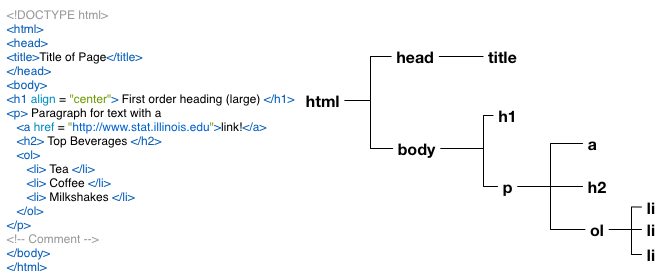 <!DOCTYPE html>
<html>
<head>
<title>Title of Page</title>
</head>
<body>
<h1 align = "center"> First order heading (large) </h1>
<p> Paragraph for text with a
<a href = "http://www.stat.illinois.edu">link!</a>
<h2> Top Beverages </h2>
<ol>
<li> Tea </li>
<li> Coffee </li>
<li> Milkshakes </li>
</ol>
</p>
<!-- Comment -->
</body>
</html>
html
head
title
body
h1
p
a
h2
ol
li
li
li